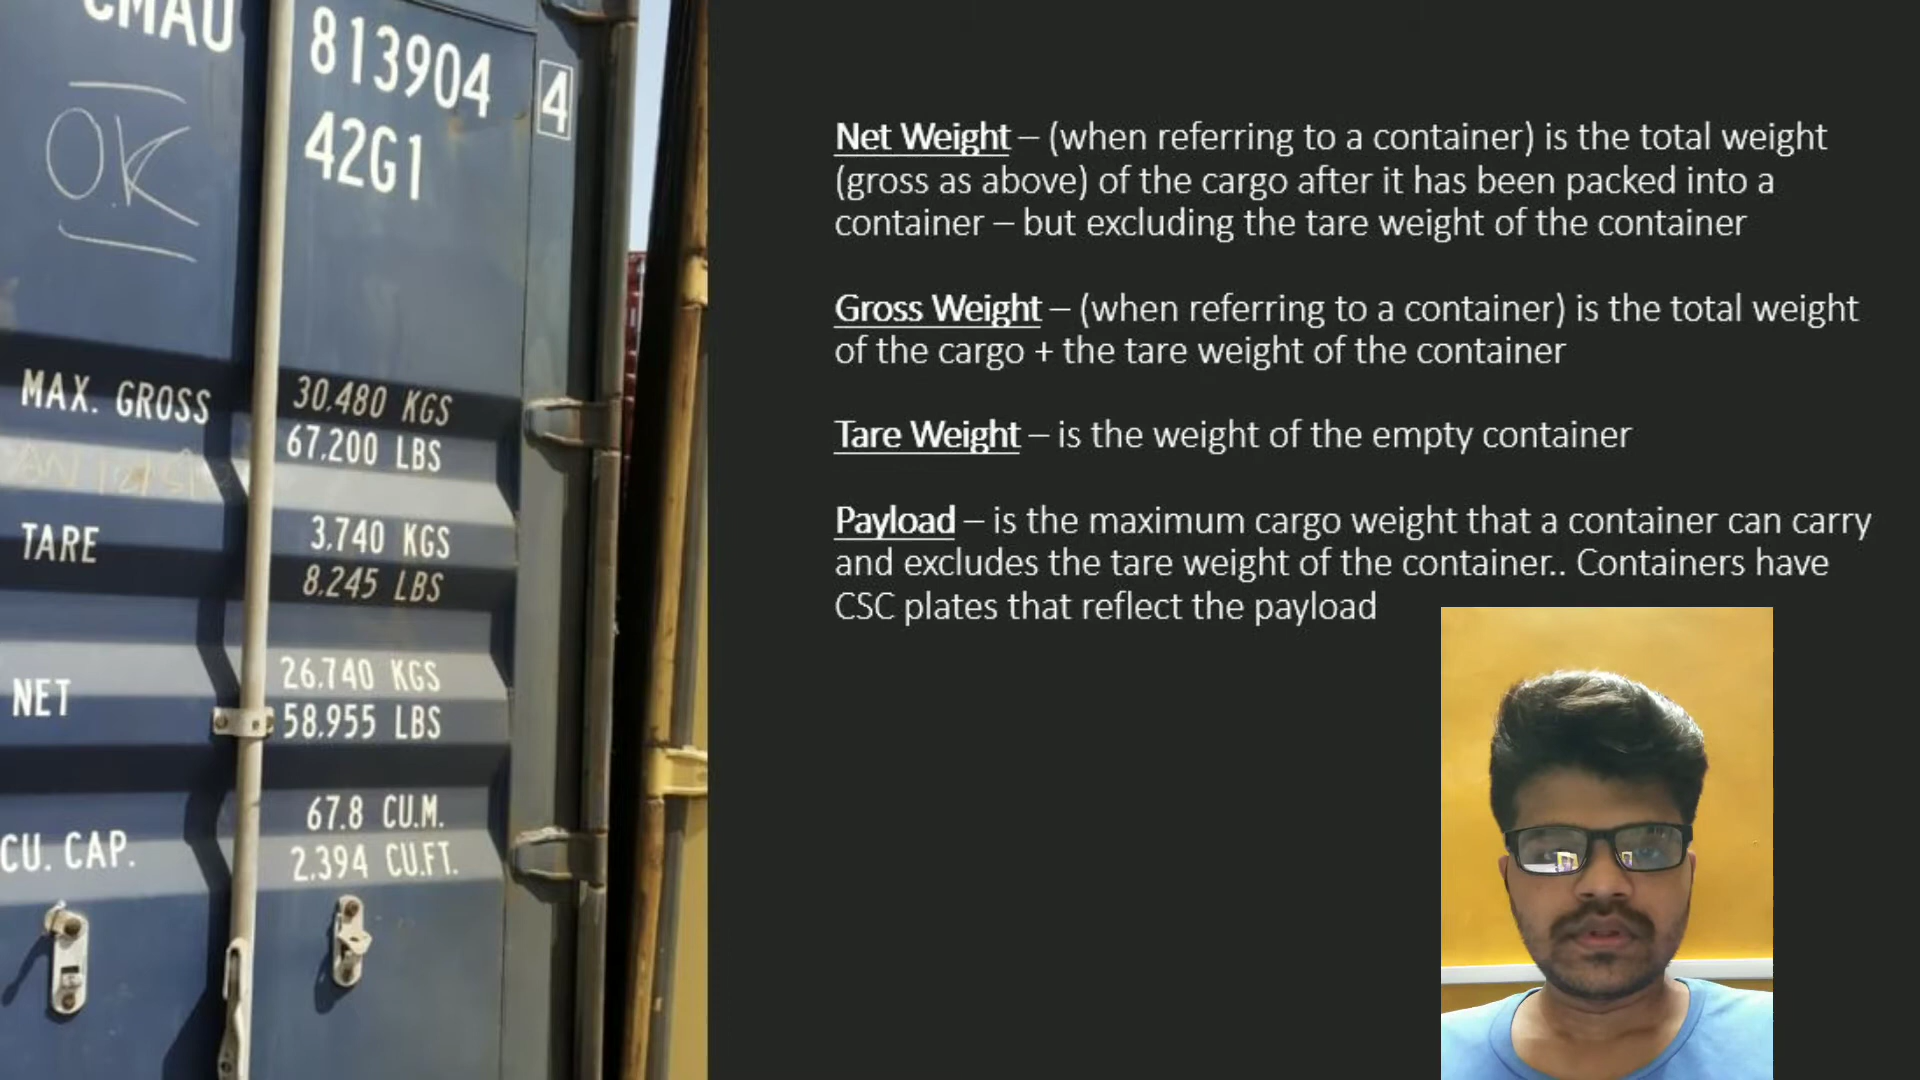 CMAU
813904 4
42G1
O.K
MAX. GROSS 30.480 KGS
67.200 LBS
TARE 3.740 KGS
8.245 LBS
NET 26.740 KGS
58.955 LBS
CU. CAP. 67.8 CU.M.
2.394 CU.FT.
Net Weight – (when referring to a container) is the total weight
(gross as above) of the cargo after it has been packed into a
container – but excluding the tare weight of the container
Gross Weight – (when referring to a container) is the total weight
of the cargo + the tare weight of the container
Tare Weight – is the weight of the empty container
Payload – is the maximum cargo weight that a container can carry
and excludes the tare weight of the container.. Containers have
CSC plates that reflect the payload